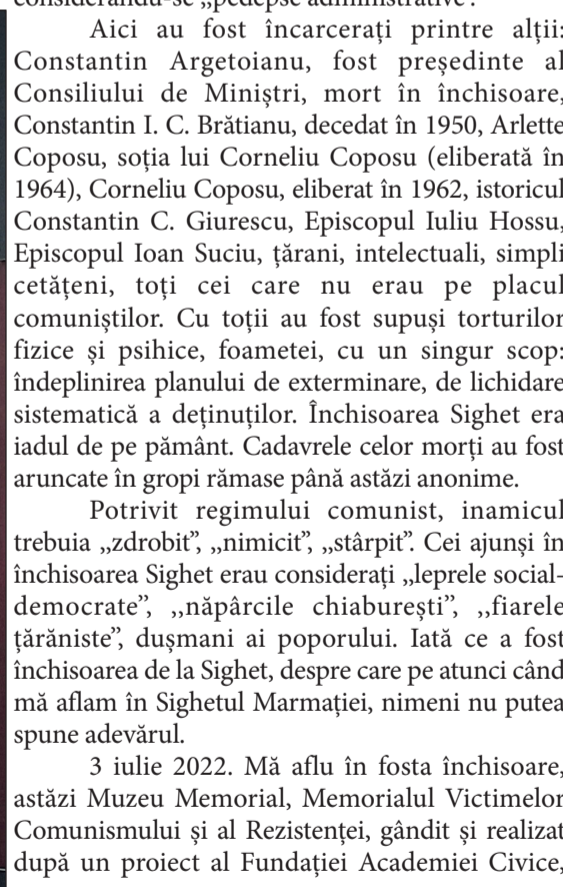 considerându-se „pedepse administrative".
Aici au fost încarcerați printre alții:
Constantin Argetoianu, fost președinte al
Consiliului de Miniștri, mort în închisoare,
Constantin I. C. Brătianu, decedat în 1950, Arlette
Coposu, soția lui Corneliu Coposu (eliberată în
1964), Corneliu Coposu, eliberat în 1962, istoricul
Constantin C. Giurescu, Episcopul Iuliu Hossu,
Episcopul Ioan Suciu, țărani, intelectuali, simpli
cetățeni, toți cei care nu erau pe placul
comuniștilor. Cu toții au fost supuși torturilor
fizice și psihice, foametei, cu un singur scop:
îndeplinirea planului de exterminare, de lichidare
sistematică a deținuților. Închisoarea Sighet era
iadul de pe pământ. Cadavrele celor morți au fost
aruncate în gropi rămase până astăzi anonime.
Potrivit regimului comunist, inamicul
trebuia „zdrobit”, „nimicit”, „stârpit”. Cei ajunși în
închisoarea Sighet erau considerați „leprele social-
democrate”, ,,năpârcile chiaburești”, ,,fiarele
țărăniste”, dușmani ai poporului. Iată ce a fost
închisoarea de la Sighet, despre care pe atunci când
mă aflam în Sighetul Marmației, nimeni nu putea
spune adevărul.
3 iulie 2022. Mă aflu în fosta închisoare,
astăzi Muzeu Memorial, Memorialul Victimelor
Comunismului și al Rezistenței, gândit și realizat
după un proiect al Fundației Academiei Civice,